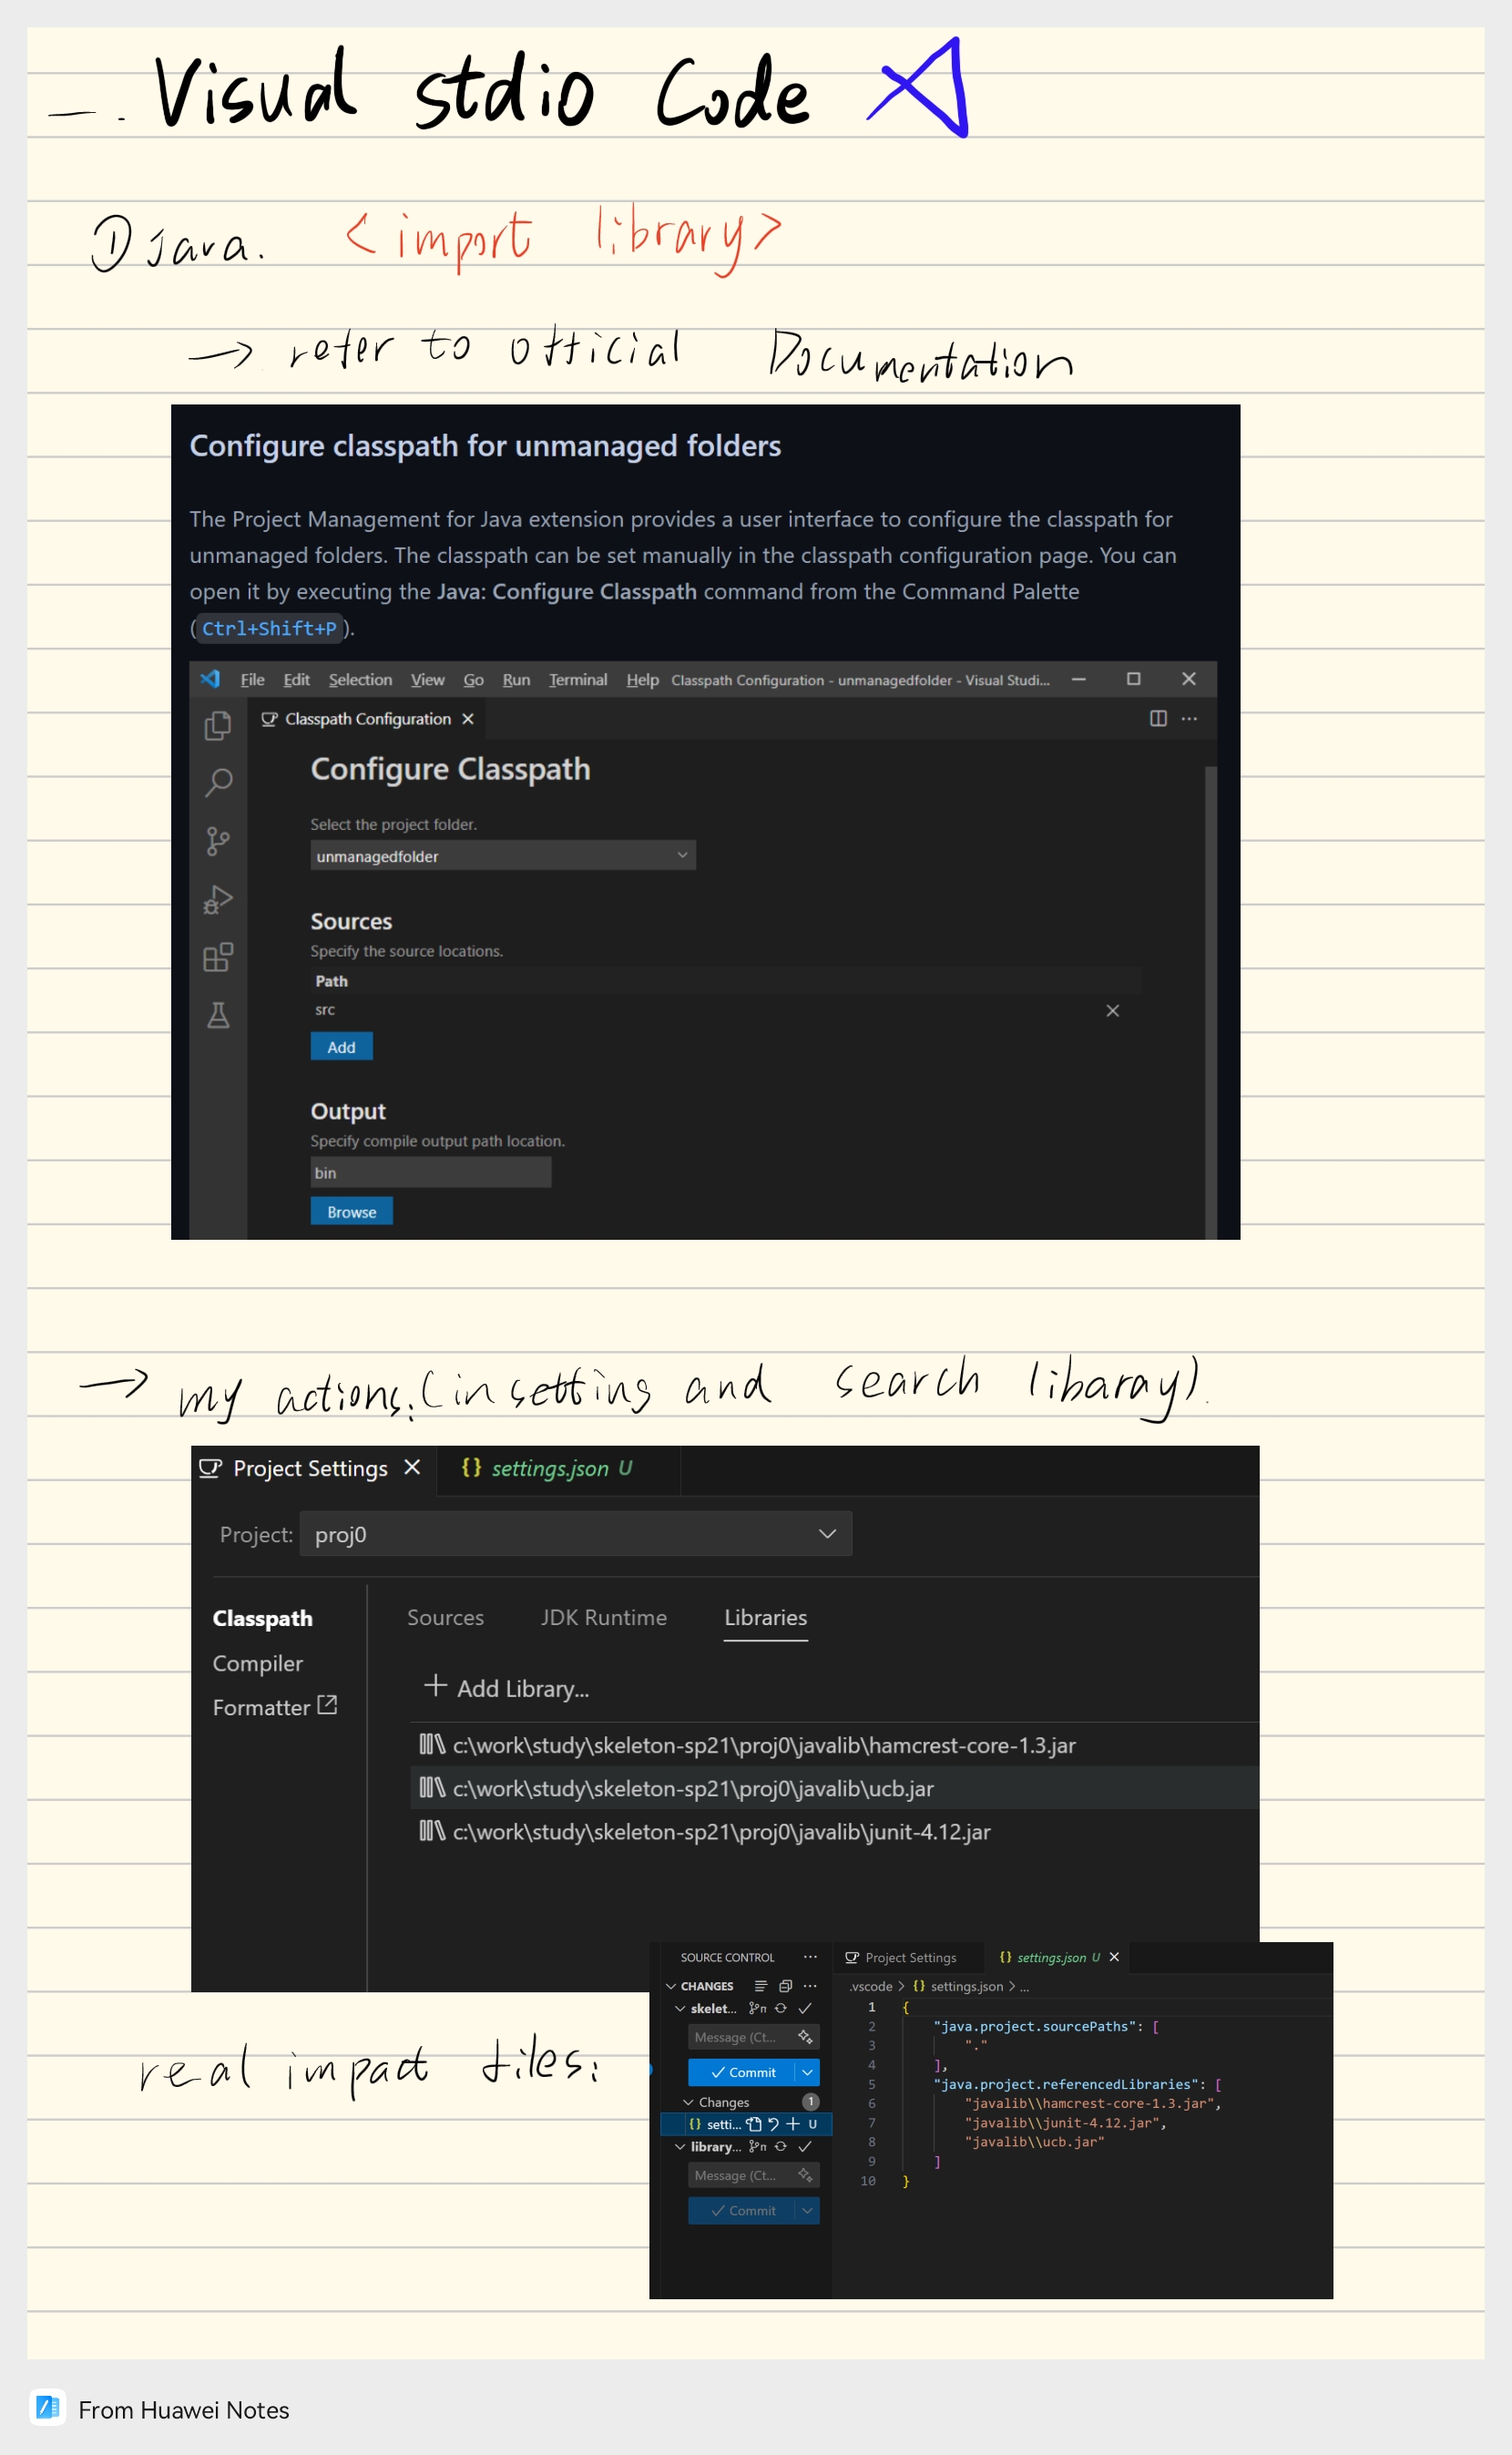 一. Visual stdio Code
① java. <import library>
→ refer to official Documentation
Configure classpath for unmanaged folders
The Project Management for Java extension provides a user interface to configure the classpath for
unmanaged folders. The classpath can be set manually in the classpath configuration page. You can
open it by executing the Java: Configure Classpath command from the Command Palette
(Ctrl+Shift+P).
File Edit Selection View Go Run Terminal Help Classpath Configuration - unmanagedfolder - Visual Studi...
Classpath Configuration
Configure Classpath
Select the project folder.
unmanagedfolder
Sources
Specify the source locations.
Path
src
Add
Output
Specify compile output path location.
bin
Browse
→ my actions: (in setting and search libaray)
Project Settings {} settings.json U
Project: proj0
Classpath Sources JDK Runtime Libraries
Compiler
Formatter
+ Add Library...
c:\work\study\skeleton-sp21\proj0\javalib\hamcrest-core-1.3.jar
c:\work\study\skeleton-sp21\proj0\javalib\ucb.jar
c:\work\study\skeleton-sp21\proj0\javalib\junit-4.12.jar
real impact files:
SOURCE CONTROL ...
CHANGES ...
skelet...
Message (Ct...
Commit
Changes 1
{} setti... U
library...
Message (Ct...
Commit
Project Settings {} settings.json U
.vscode > {} settings.json > ...
1 {
2 "java.project.sourcePaths": [
3 "."
4 ],
5 "java.project.referencedLibraries": [
6 "javalib\\hamcrest-core-1.3.jar",
7 "javalib\\junit-4.12.jar",
8 "javalib\\ucb.jar"
9 ]
10 }
From Huawei Notes